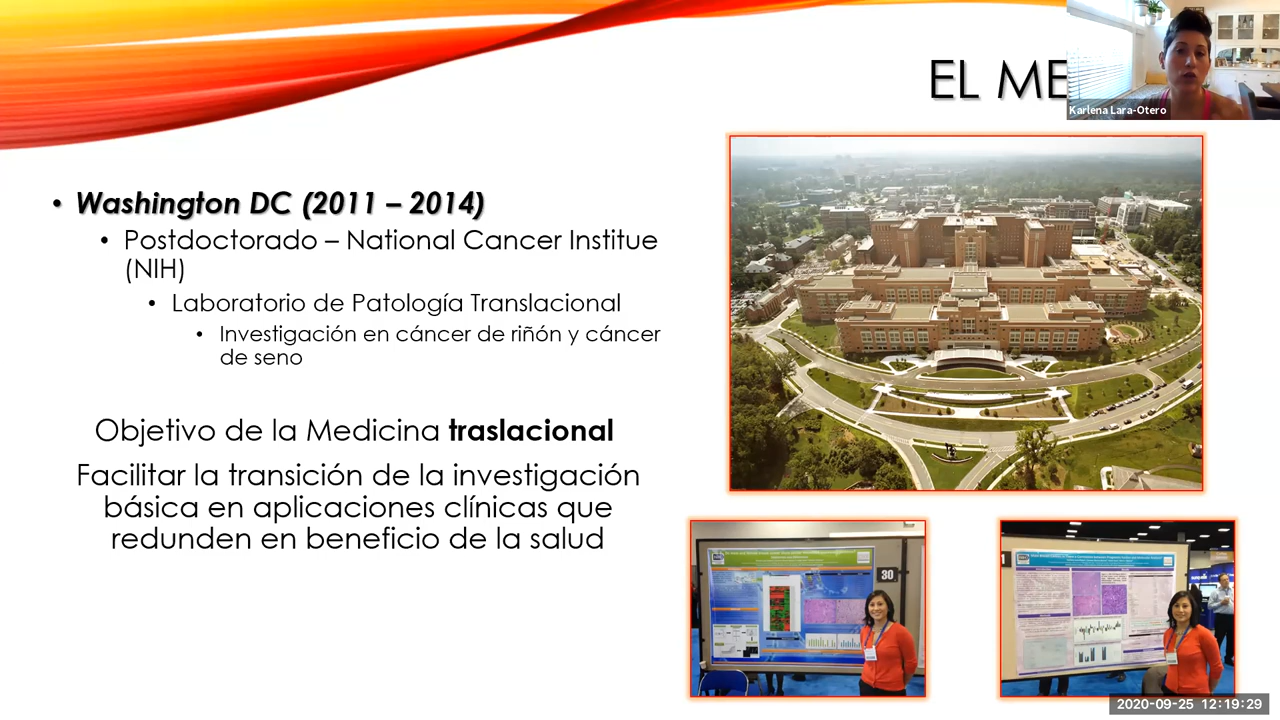 EL ME
Karlena Lara-Otero
• Washington DC (2011 – 2014)
• Postdoctorado – National Cancer Institue
(NIH)
• Laboratorio de Patología Translacional
• Investigación en cáncer de riñón y cáncer
de seno
Objetivo de la Medicina traslacional
Facilitar la transición de la investigación
básica en aplicaciones clínicas que
redunden en beneficio de la salud
30
2020-09-25 12:19:29